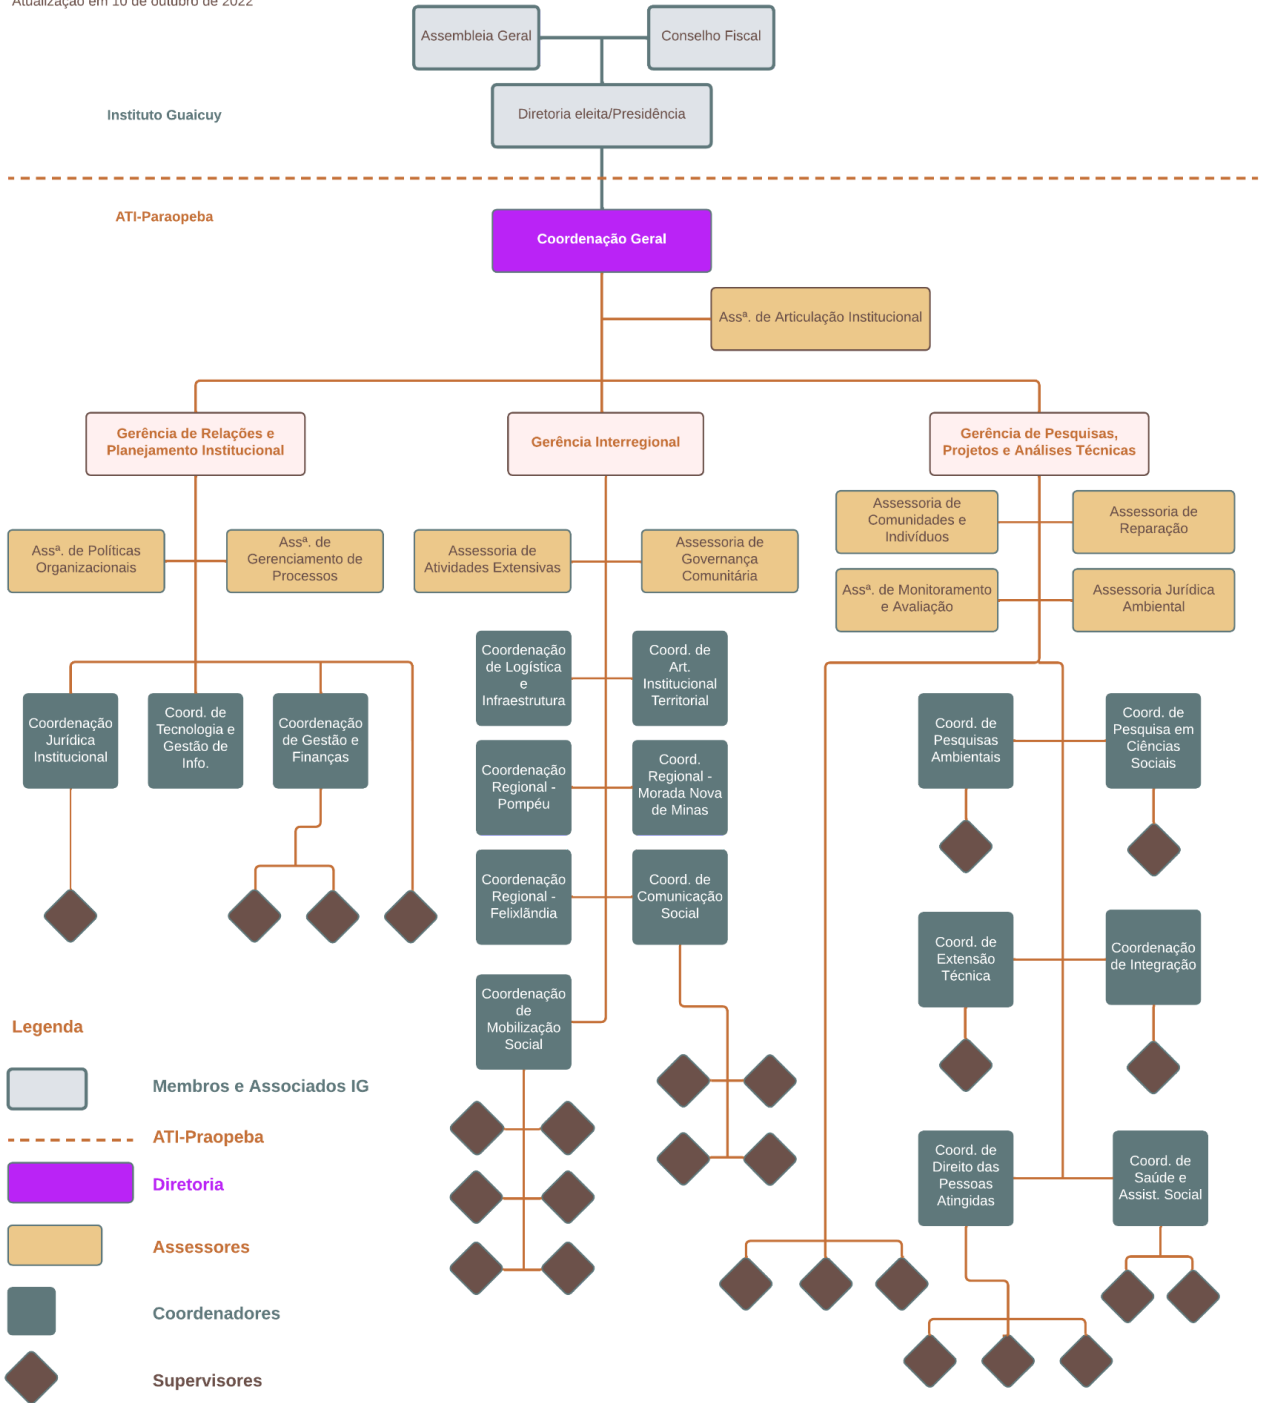 Atualização em 10 de outubro de 2022
Assembleia Geral
Conselho Fiscal
Instituto Guaicuy
Diretoria eleita/Presidência
ATI-Paraopeba
Coordenação Geral
Assª. de Articulação Institucional
Gerência de Relações e
Planejamento Institucional
Gerência Interregional
Gerência de Pesquisas,
Projetos e Análises Técnicas
Assª. de Políticas
Organizacionais
Assª. de
Gerenciamento de
Processos
Assessoria de
Atividades Extensivas
Assessoria de
Governança
Comunitária
Assessoria de
Comunidades e
Indivíduos
Assessoria de
Reparação
Assª. de Monitoramento
e Avaliação
Assessoria Jurídica
Ambiental
Coordenação
Jurídica
Institucional
Coord. de
Tecnologia e
Gestão de
Info.
Coordenação
de Gestão e
Finanças
Coordenação
de Logística
e
Infraestrutura
Coord. de
Art.
Institucional
Territorial
Coordenação
Regional -
Pompéu
Coord.
Regional -
Morada Nova
de Minas
Coordenação
Regional -
Felixlãndia
Coord. de
Comunicação
Social
Coordenação
de
Mobilização
Social
Coord. de
Pesquisas
Ambientais
Coord. de
Pesquisa em
Ciências
Sociais
Coord. de
Extensão
Técnica
Coordenação
de Integração
Coord. de
Direito das
Pessoas
Atingidas
Coord. de
Saúde e
Assist. Social
Legenda
Membros e Associados IG
ATI-Praopeba
Diretoria
Assessores
Coordenadores
Supervisores